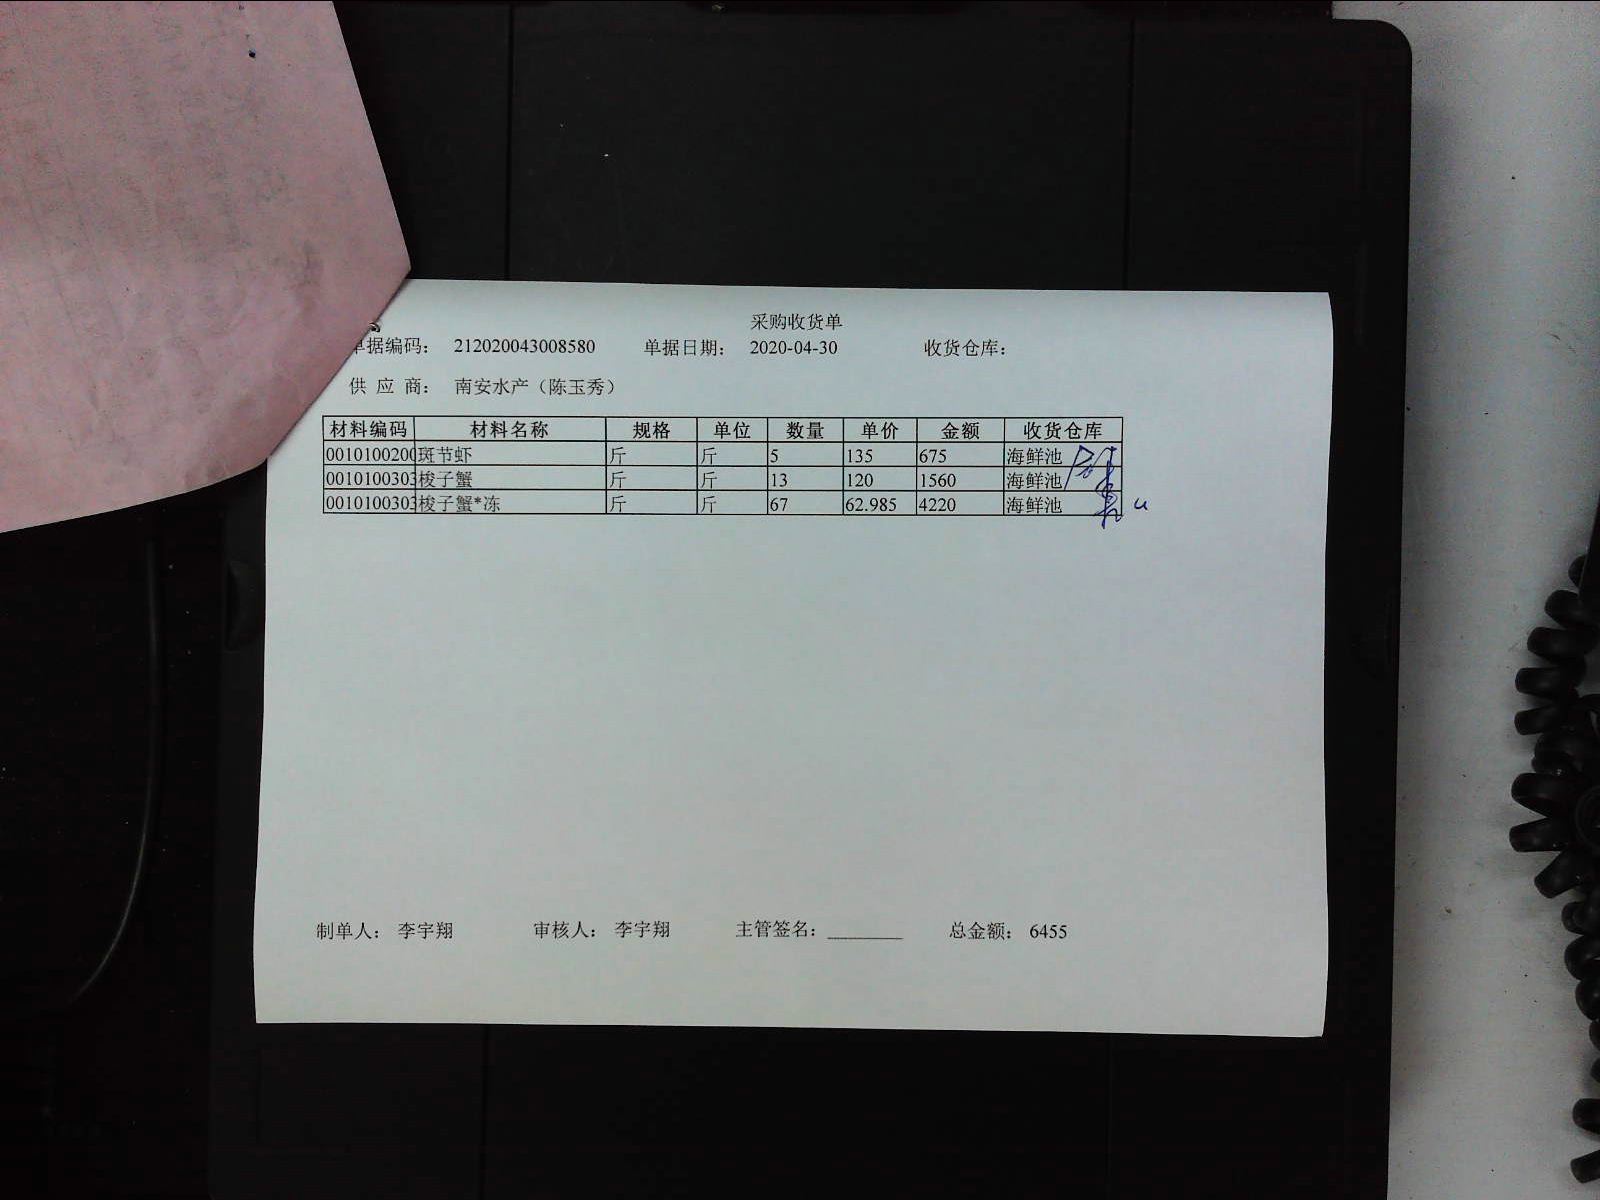 采购收货单
单据编码： 212020043008580 单据日期： 2020-04-30 收货仓库：
供 应 商： 南安水产（陈玉秀）
材料编码 材料名称 规格 单位 数量 单价 金额 收货仓库
0010100200 斑节虾 斤 斤 5 135 675 海鲜池
0010100303 梭子蟹 斤 斤 13 120 1560 海鲜池
0010100303 梭子蟹*冻 斤 斤 67 62.985 4220 海鲜池
制单人： 李宇翔 审核人： 李宇翔 主管签名：________ 总金额： 6455